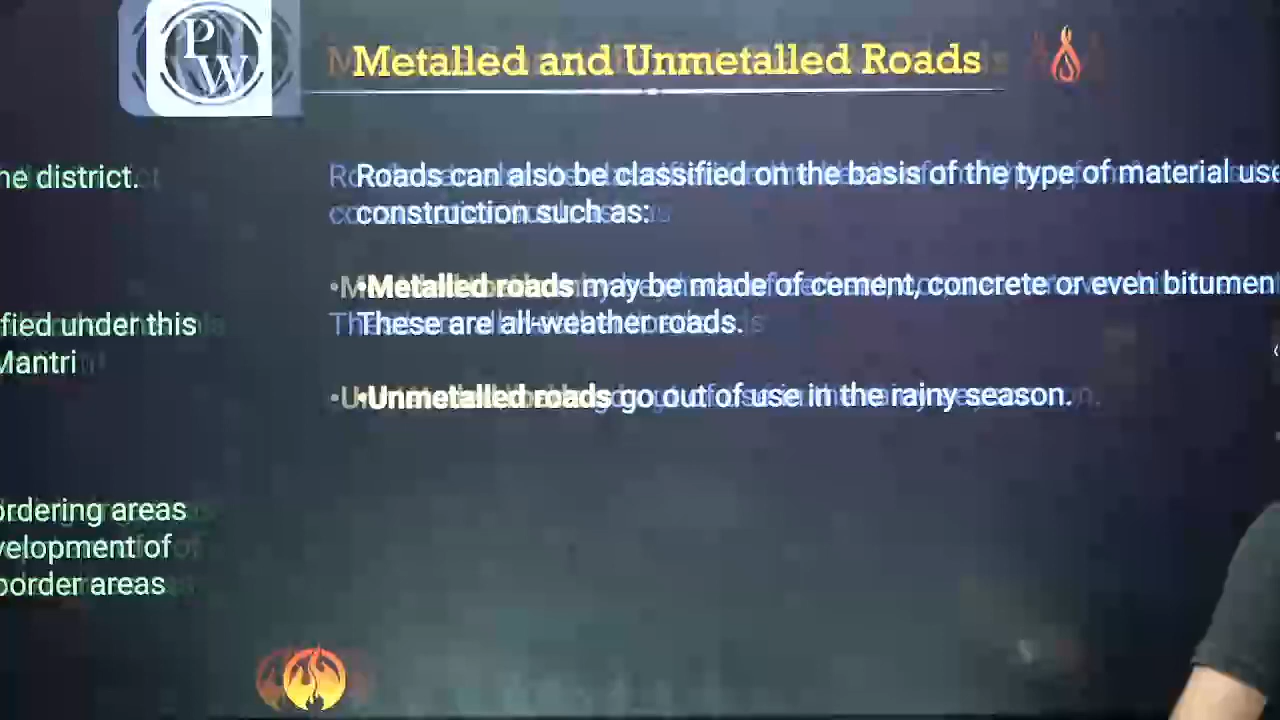 PW
Metalled and Unmetalled Roads
ne district.
Roads can also be classified on the basis of the type of material use
construction such as:
•Metalled roads may be made of cement, concrete or even bitumen
These are all-weather roads.
fied under this
Mantri
•Unmetalled roads go out of use in the rainy season.
ordering areas
velopment of
border areas